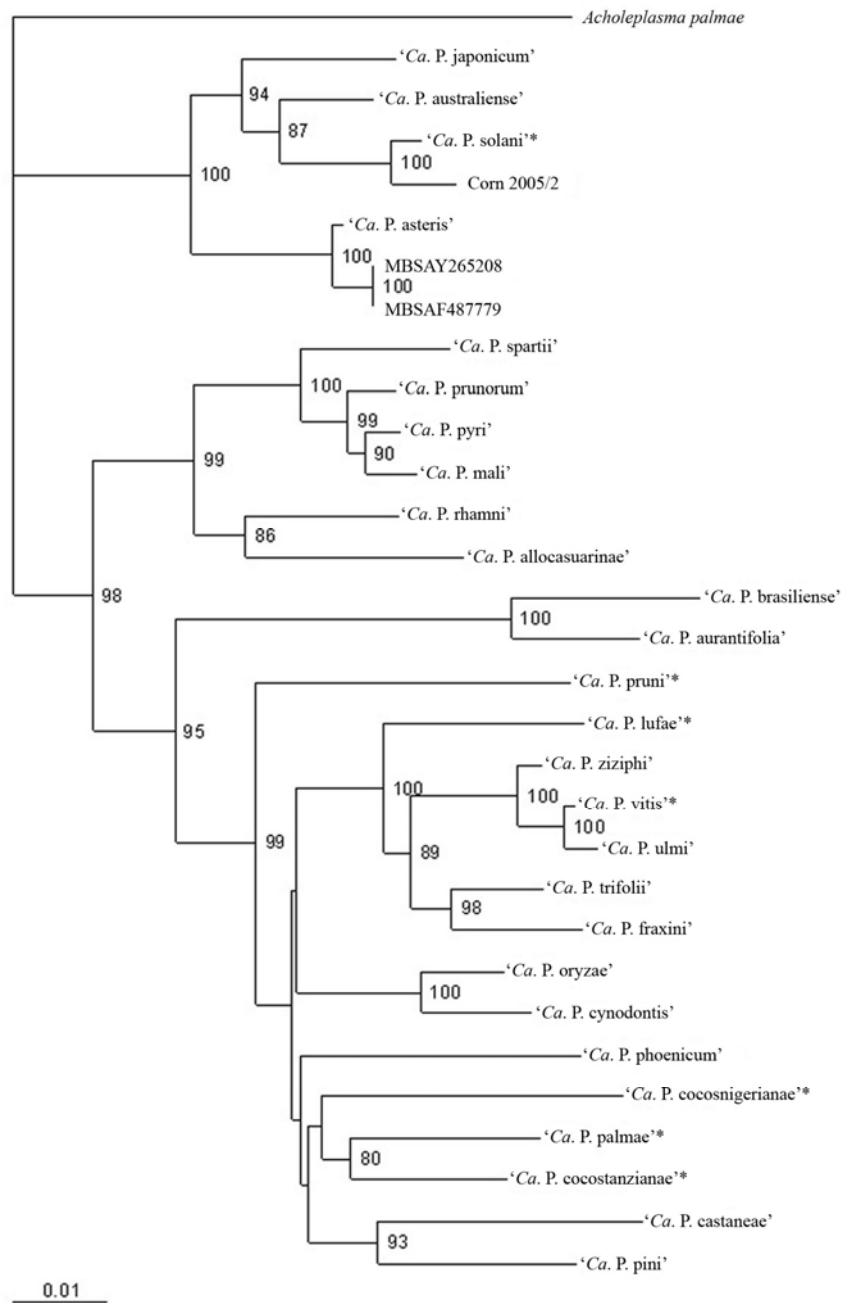 Acholeplasma palmae
‘Ca. P. japonicum’
94
‘Ca. P. australiense’
87
‘Ca. P. solani’*
100
100
Corn 2005/2
‘Ca. P. asteris’
100
MBSAY265208
100
MBSAF487779
‘Ca. P. spartii’
100
‘Ca. P. prunorum’
99
‘Ca. P. pyri’
90
99
‘Ca. P. mali’
‘Ca. P. rhamni’
86
‘Ca. P. allocasuarinae’
98
‘Ca. P. brasiliense’
100
‘Ca. P. aurantifolia’
‘Ca. P. pruni’*
95
‘Ca. P. lufae’*
‘Ca. P. ziziphi’
100
100
‘Ca. P. vitis’*
100
99
‘Ca. P. ulmi’
89
‘Ca. P. trifolii’
98
‘Ca. P. fraxini’
‘Ca. P. oryzae’
100
‘Ca. P. cynodontis’
‘Ca. P. phoenicum’
‘Ca. P. cocosnigerianae’*
‘Ca. P. palmae’*
80
‘Ca. P. cocostanzianae’*
‘Ca. P. castaneae’
93
‘Ca. P. pini’
0.01